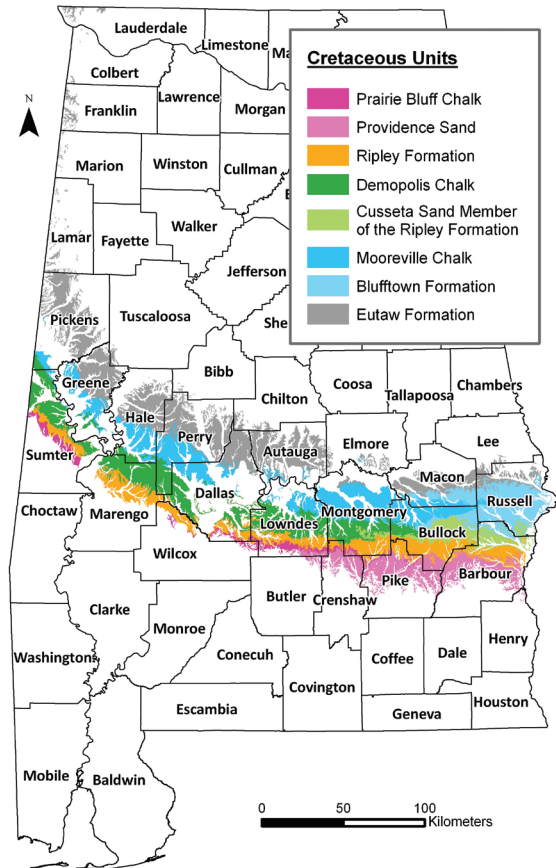 Lauderdale
Limestone
Ma
Colbert
Lawrence
Franklin
Morgan
N
Marion
Winston
Cullman
Walker
Lamar
Fayette
Jefferson
Cretaceous Units
Prairie Bluff Chalk
Providence Sand
Ripley Formation
Demopolis Chalk
Cusseta Sand Member
of the Ripley Formation
Mooreville Chalk
Blufftown Formation
Eutaw Formation
Pickens
Tuscaloosa
She
Bibb
Greene
Coosa
Chambers
Tallapoosa
Chilton
Hale
Perry
Autauga
Elmore
Lee
Sumter
Macon
Dallas
Russell
Choctaw
Marengo
Lowndes
Montgomery
Bullock
Wilcox
Pike
Barbour
Butler
Crenshaw
Clarke
Monroe
Henry
Washington
Conecuh
Coffee
Dale
Covington
Escambia
Geneva
Houston
Mobile
Baldwin
0 50 100
Kilometers